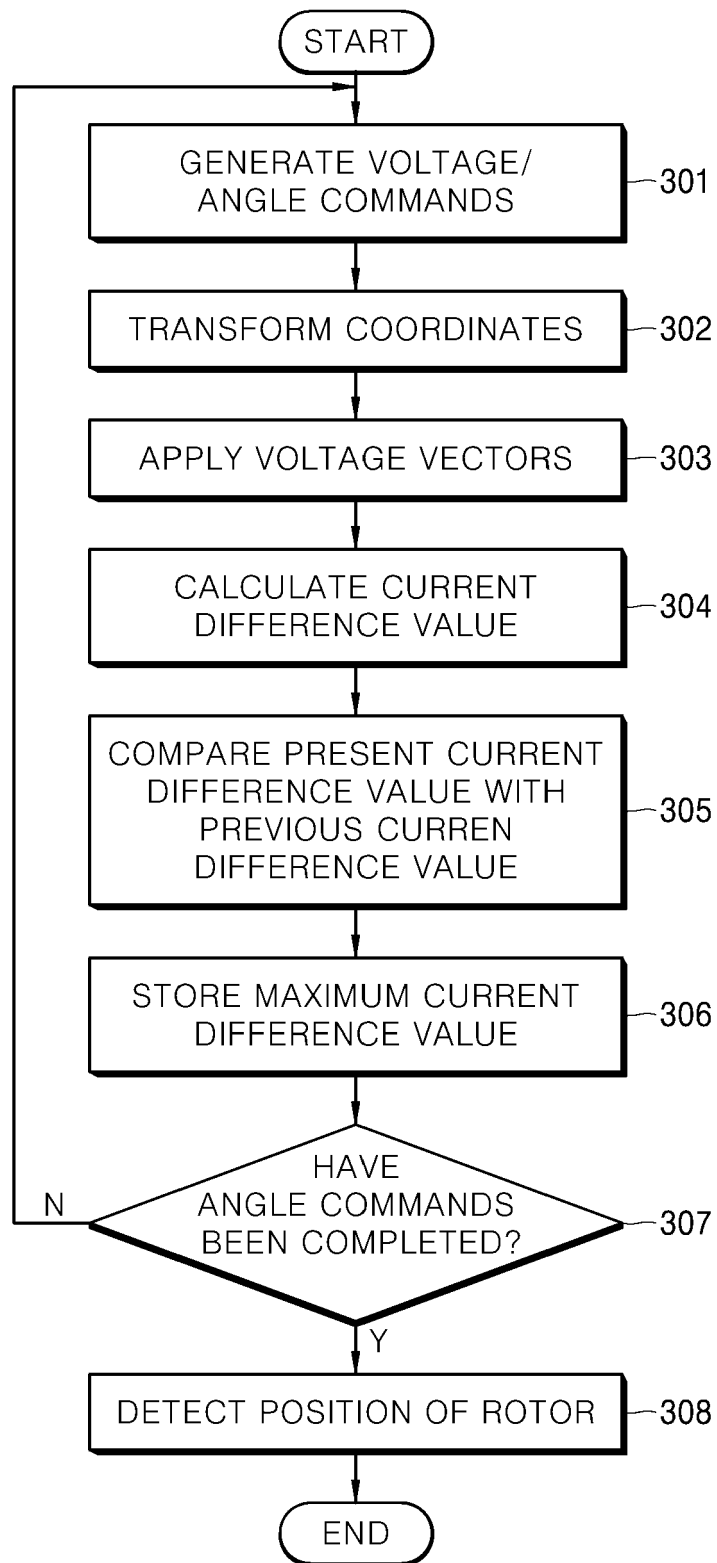 START
GENERATE VOLTAGE/
ANGLE COMMANDS
301
TRANSFORM COORDINATES
302
APPLY VOLTAGE VECTORS
303
CALCULATE CURRENT
DIFFERENCE VALUE
304
COMPARE PRESENT CURRENT
DIFFERENCE VALUE WITH
PREVIOUS CURREN
DIFFERENCE VALUE
305
STORE MAXIMUM CURRENT
DIFFERENCE VALUE
306
HAVE
ANGLE COMMANDS
BEEN COMPLETED?
307
N
Y
DETECT POSITION OF ROTOR
308
END